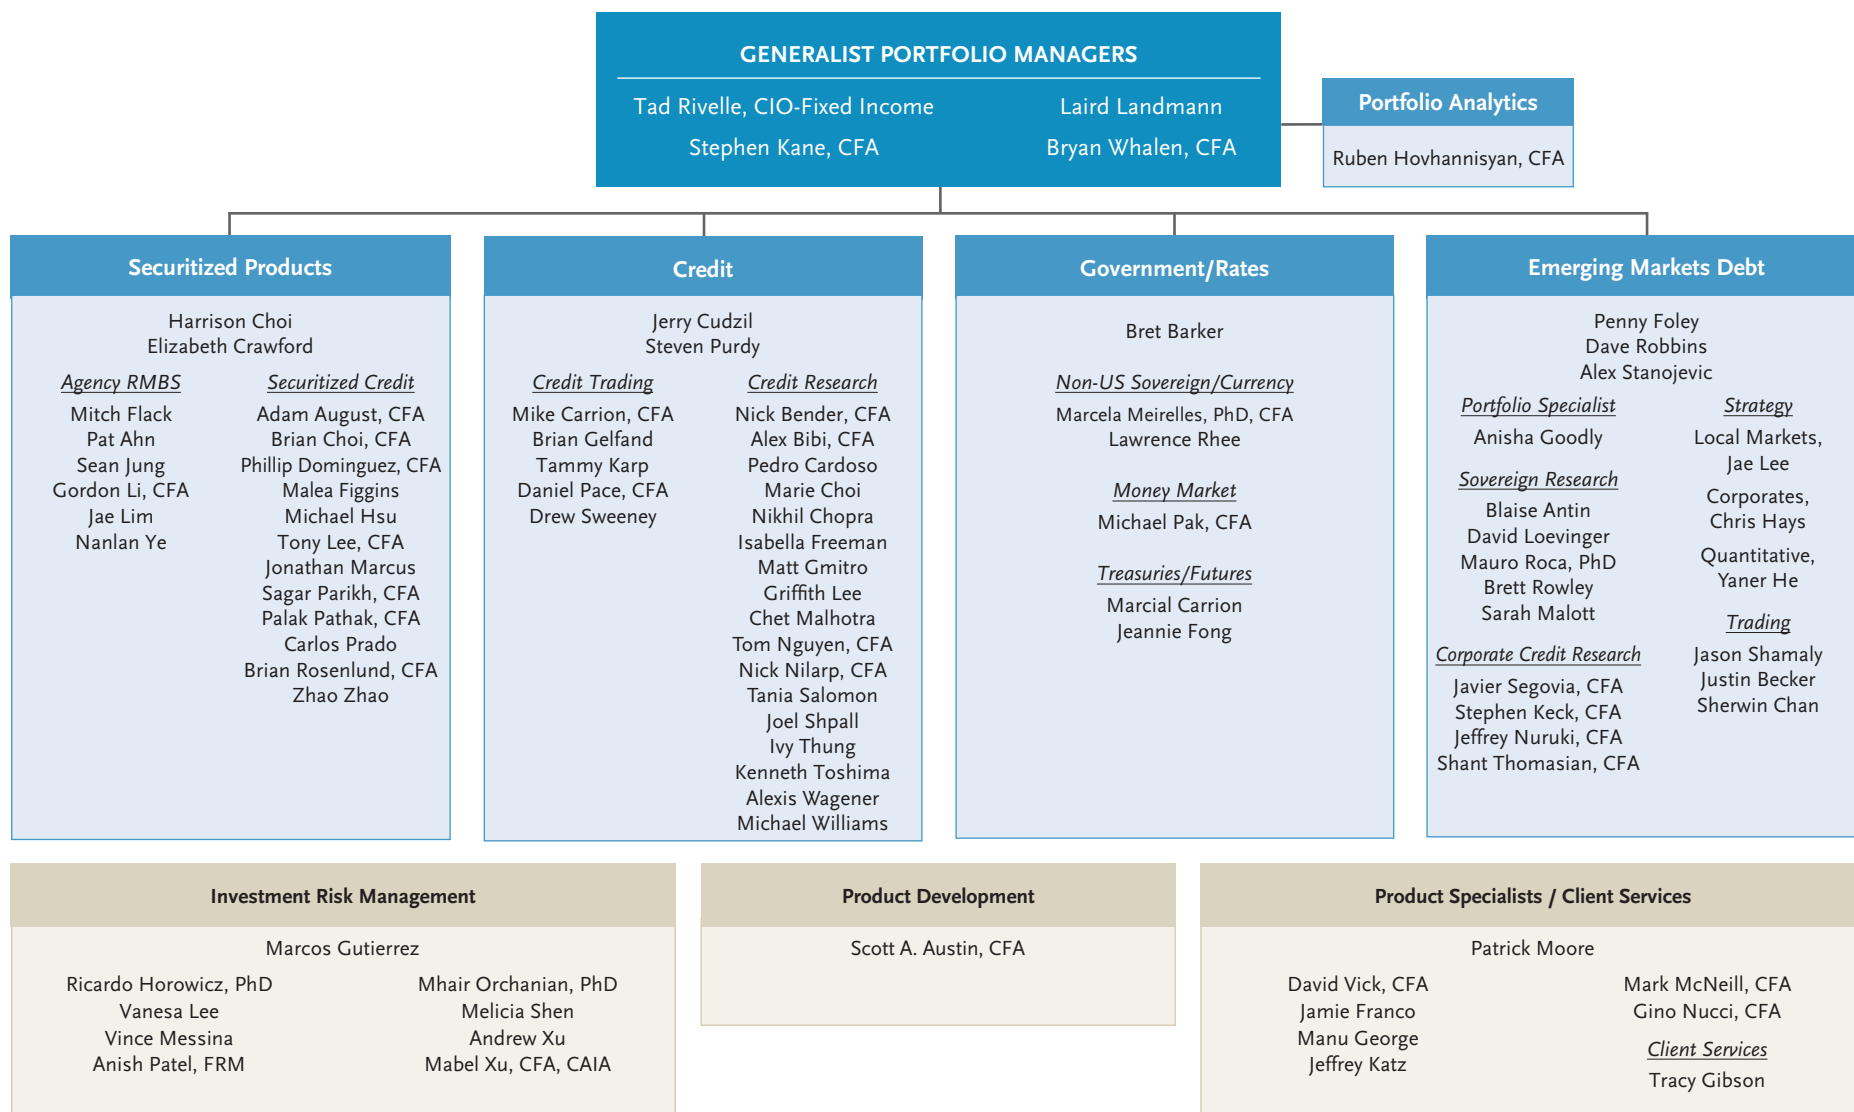 GENERALIST PORTFOLIO MANAGERS
Tad Rivelle, CIO-Fixed Income
Laird Landmann
Stephen Kane, CFA
Bryan Whalen, CFA
Portfolio Analytics
Ruben Hovhannisyan, CFA
Securitized Products
Harrison Choi
Elizabeth Crawford
Agency RMBS
Mitch Flack
Pat Ahn
Sean Jung
Gordon Li, CFA
Jae Lim
Nanlan Ye
Securitized Credit
Adam August, CFA
Brian Choi, CFA
Phillip Dominguez, CFA
Malea Figgins
Michael Hsu
Tony Lee, CFA
Jonathan Marcus
Sagar Parikh, CFA
Palak Pathak, CFA
Carlos Prado
Brian Rosenlund, CFA
Zhao Zhao
Credit
Jerry Cudzil
Steven Purdy
Credit Trading
Mike Carrion, CFA
Brian Gelfand
Tammy Karp
Daniel Pace, CFA
Drew Sweeney
Credit Research
Nick Bender, CFA
Alex Bibi, CFA
Pedro Cardoso
Marie Choi
Nikhil Chopra
Isabella Freeman
Matt Gmitro
Griffith Lee
Chet Malhotra
Tom Nguyen, CFA
Nick Nilarp, CFA
Tania Salomon
Joel Shpall
Ivy Thung
Kenneth Toshima
Alexis Wagener
Michael Williams
Government/Rates
Bret Barker
Non-US Sovereign/Currency
Marcela Meirelles, PhD, CFA
Lawrence Rhee
Money Market
Michael Pak, CFA
Treasuries/Futures
Marcial Carrion
Jeannie Fong
Emerging Markets Debt
Penny Foley
Dave Robbins
Alex Stanojevic
Portfolio Specialist
Anisha Goodly
Sovereign Research
Blaise Antin
David Loevinger
Mauro Roca, PhD
Brett Rowley
Sarah Malott
Corporate Credit Research
Javier Segovia, CFA
Stephen Keck, CFA
Jeffrey Nuruki, CFA
Shant Thomasian, CFA
Strategy
Local Markets,
Jae Lee
Corporates,
Chris Hays
Quantitative,
Yaner He
Trading
Jason Shamaly
Justin Becker
Sherwin Chan
Investment Risk Management
Marcos Gutierrez
Ricardo Horowicz, PhD
Vanesa Lee
Vince Messina
Anish Patel, FRM
Mhair Orchanian, PhD
Melicia Shen
Andrew Xu
Mabel Xu, CFA, CAIA
Product Development
Scott A. Austin, CFA
Product Specialists / Client Services
Patrick Moore
David Vick, CFA
Jamie Franco
Manu George
Jeffrey Katz
Mark McNeill, CFA
Gino Nucci, CFA
Client Services
Tracy Gibson